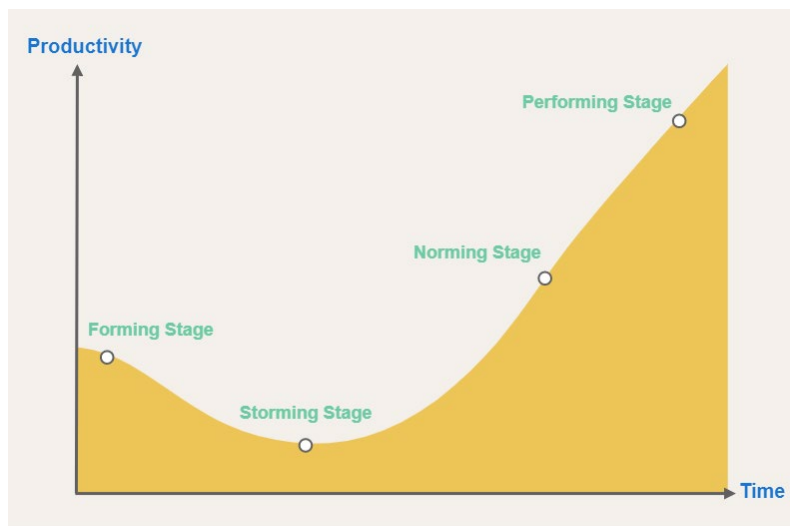 Productivity
Performing Stage
Norming Stage
Forming Stage
Storming Stage
Time